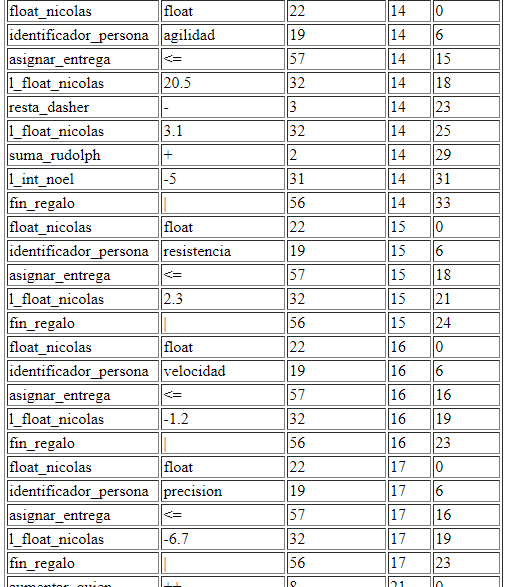 float_nicolas float 22 14 0
identificador_persona agilidad 19 14 6
asignar_entrega <= 57 14 15
l_float_nicolas 20.5 32 14 18
resta_dasher - 3 14 23
l_float_nicolas 3.1 32 14 25
suma_rudolph + 2 14 29
l_int_noel -5 31 14 31
fin_regalo | 56 14 33
float_nicolas float 22 15 0
identificador_persona resistencia 19 15 6
asignar_entrega <= 57 15 18
l_float_nicolas 2.3 32 15 21
fin_regalo | 56 15 24
float_nicolas float 22 16 0
identificador_persona velocidad 19 16 6
asignar_entrega <= 57 16 16
l_float_nicolas -1.2 32 16 19
fin_regalo | 56 16 23
float_nicolas float 22 17 0
identificador_persona precision 19 17 6
asignar_entrega <= 57 17 16
l_float_nicolas -6.7 32 17 19
fin_regalo | 56 17 23
aumentar_quien ++ 8 21 0